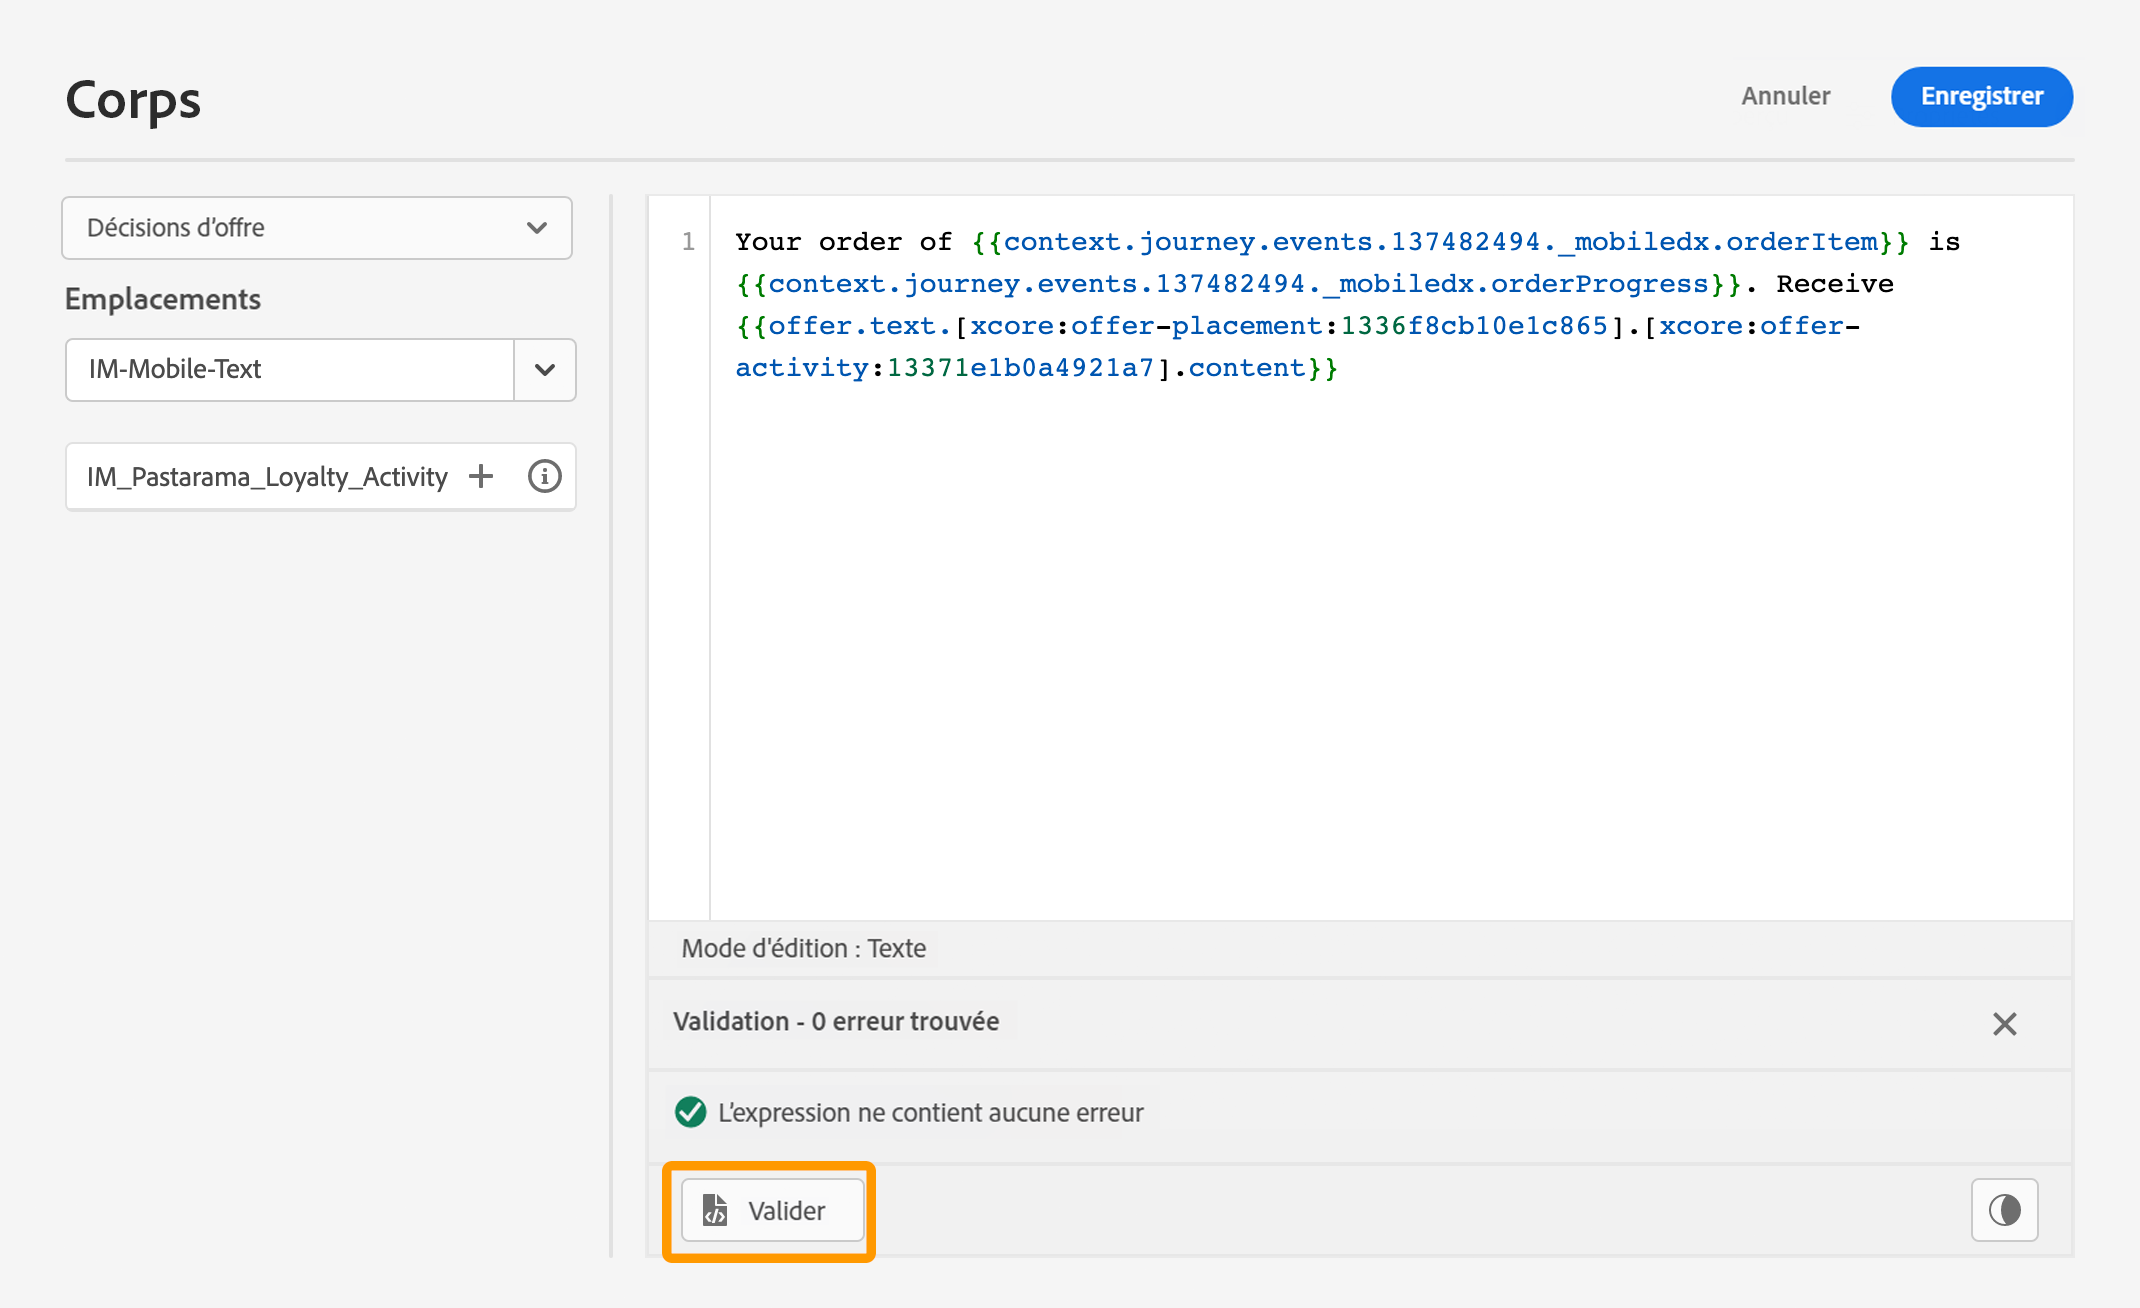 Corps
Annuler
Enregistrer
Décisions d’offre
Emplacements
IM-Mobile-Text
IM_Pastarama_Loyalty_Activity
1
Your order of {{context.journey.events.137482494._mobiledx.orderItem}} is
{{context.journey.events.137482494._mobiledx.orderProgress}}. Receive
{{offer.text.[xcore:offer-placement:1336f8cb10e1c865].[xcore:offer-
activity:13371e1b0a4921a7].content}}
Mode d'édition : Texte
Validation - 0 erreur trouvée
L’expression ne contient aucune erreur
Valider